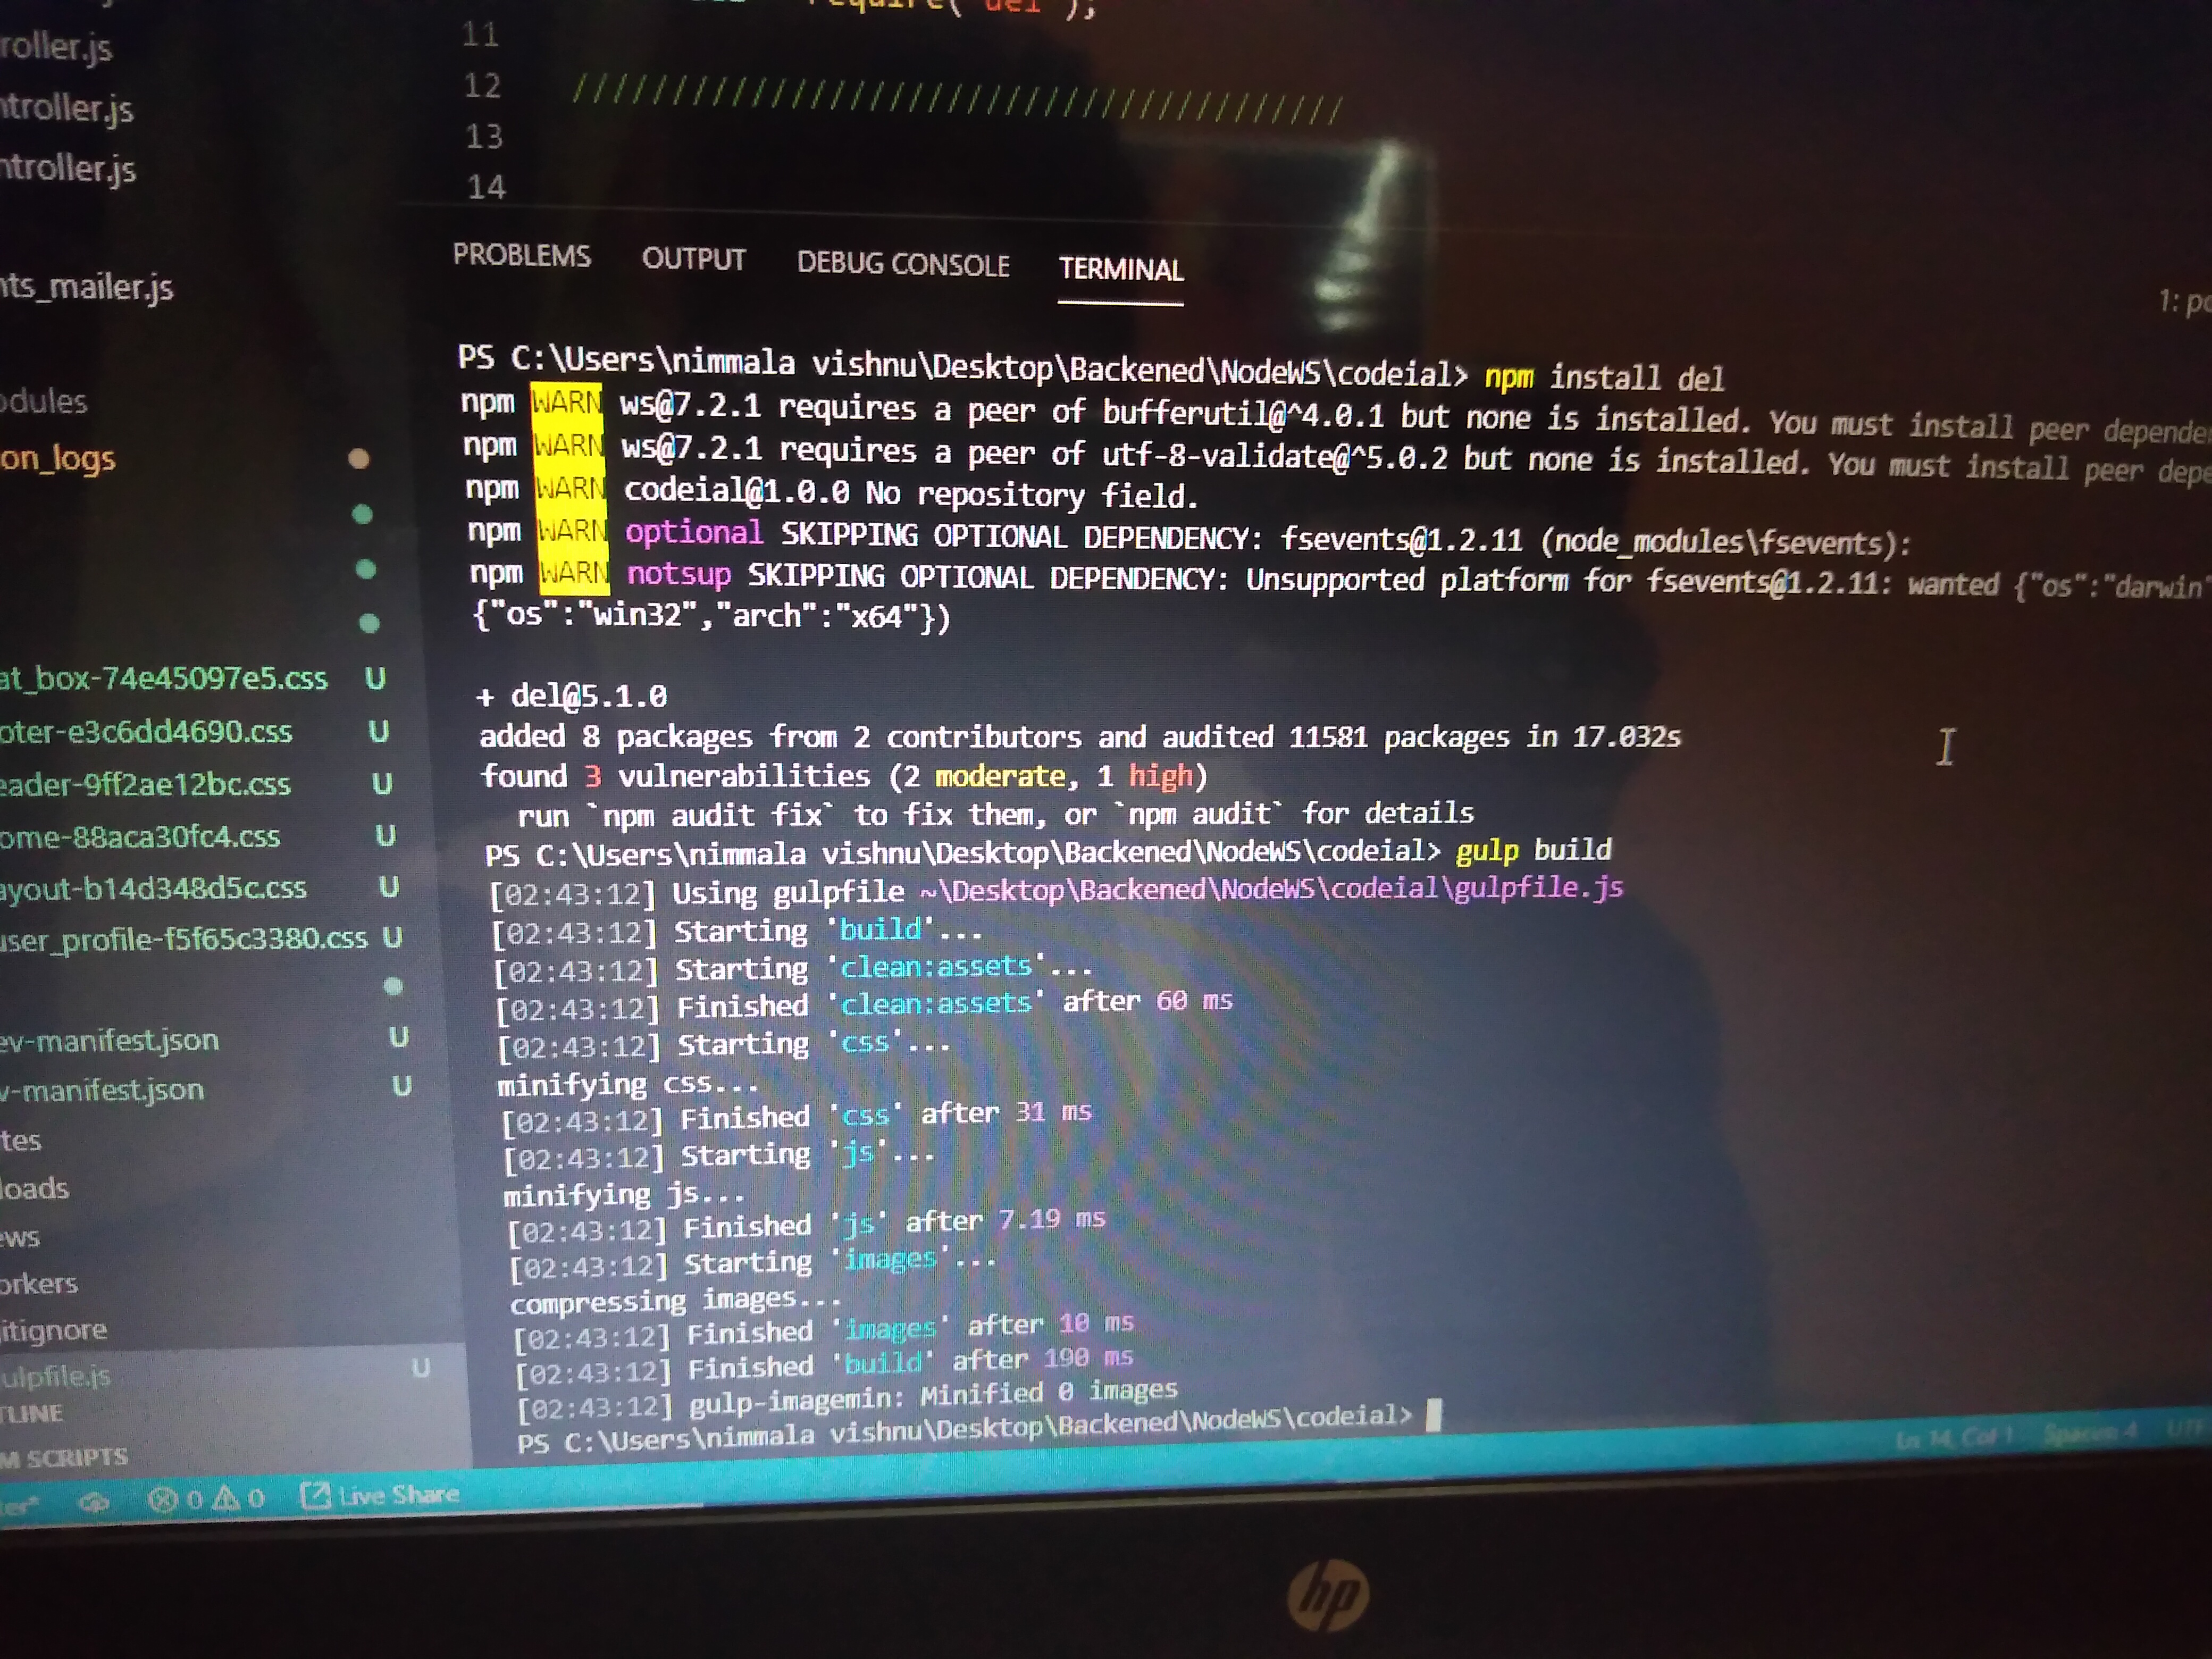 require('del');
11
12 ///////////////////////////////////////
13
14
roller.js
ntroller.js
ntroller.js
nts_mailer.js
odules
on_logs
at_box-74e45097e5.css U
oter-e3c6dd4690.css U
eader-9ff2ae12bc.css U
ome-88aca30fc4.css U
ayout-b14d348d5c.css U
user_profile-f5f65c3380.css U
ev-manifest.json U
v-manifest.json U
tes
loads
ews
orkers
itignore
ulpfile.js U
TLINE
M SCRIPTS
PROBLEMS OUTPUT DEBUG CONSOLE TERMINAL
1: po
PS C:\Users\nimmala vishnu\Desktop\Backened\NodeWS\codeial> npm install del
npm WARN ws@7.2.1 requires a peer of bufferutil@^4.0.1 but none is installed. You must install peer depende
npm WARN ws@7.2.1 requires a peer of utf-8-validate@^5.0.2 but none is installed. You must install peer depe
npm WARN codeial@1.0.0 No repository field.
npm WARN optional SKIPPING OPTIONAL DEPENDENCY: fsevents@1.2.11 (node_modules\fsevents):
npm WARN notsup SKIPPING OPTIONAL DEPENDENCY: Unsupported platform for fsevents@1.2.11: wanted {"os":"darwin"
{"os":"win32","arch":"x64"})
+ del@5.1.0
added 8 packages from 2 contributors and audited 11581 packages in 17.032s
found 3 vulnerabilities (2 moderate, 1 high)
run `npm audit fix` to fix them, or `npm audit` for details
PS C:\Users\nimmala vishnu\Desktop\Backened\NodeWS\codeial> gulp build
[02:43:12] Using gulpfile ~\Desktop\Backened\NodeWS\codeial\gulpfile.js
[02:43:12] Starting 'build'...
[02:43:12] Starting 'clean:assets'...
[02:43:12] Finished 'clean:assets' after 60 ms
[02:43:12] Starting 'css'...
minifying css...
[02:43:12] Finished 'css' after 31 ms
[02:43:12] Starting 'js'...
minifying js...
[02:43:12] Finished 'js' after 7.19 ms
[02:43:12] Starting 'images'...
compressing images...
[02:43:12] Finished 'images' after 10 ms
[02:43:12] Finished 'build' after 190 ms
[02:43:12] gulp-imagemin: Minified 0 images
PS C:\Users\nimmala vishnu\Desktop\Backened\NodeWS\codeial>
ter* 0 0 Live Share Ln 14, Col 1 Spaces 4 UTF
hp